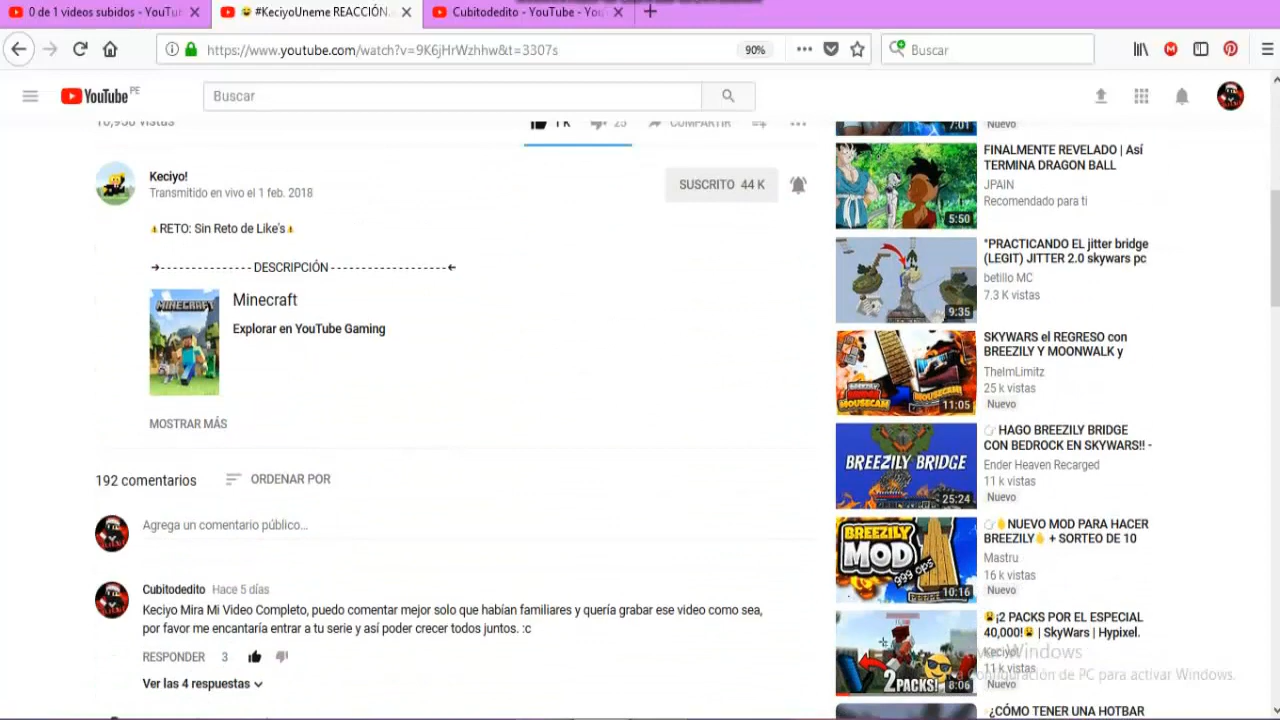 0 de 1 videos subidos - YouTu
#KeciyoUneme REACCIÓN
Cubitodedito - YouTube - You
https://www.youtube.com/watch?v=9K6jHrWzhhw&t=3307s
90%
Buscar
YouTube PE
Buscar
10,956 vistas
1 K
25
COMPARTIR
Keciyo!
Transmitido en vivo el 1 feb. 2018
SUSCRITO 44 K
⚠RETO: Sin Reto de Like's⚠
➔- - - - - - - - - - - - - - - DESCRIPCIÓN - - - - - - - - - - - - - - - - - - -←
MINECRAFT
Minecraft
Explorar en YouTube Gaming
MOSTRAR MÁS
192 comentarios
ORDENAR POR
Agrega un comentario público...
Cubitodedito Hace 5 días
Keciyo Mira Mi Video Completo, puedo comentar mejor solo que habían familiares y quería grabar ese video como sea,
por favor me encantaría entrar a tu serie y así poder crecer todos juntos. :c
RESPONDER 3
Ver las 4 respuestas
7:01
Nuevo
5:50
FINALMENTE REVELADO | Así
TERMINA DRAGON BALL
JPAIN
Recomendado para ti
9:35
"PRACTICANDO EL jitter bridge
(LEGIT) JITTER 2.0 skywars pc
betillo MC
7.3 K vistas
11:05
SKYWARS el REGRESO con
BREEZILY Y MOONWALK y
TheImLimitz
25 k vistas
Nuevo
BREEZILY BRIDGE
25:24
HAGO BREEZILY BRIDGE
CON BEDROCK EN SKYWARS!! -
Ender Heaven Recarged
11 k vistas
Nuevo
BREEZILY
MOD
999 cps
10:16
NUEVO MOD PARA HACER
BREEZILY + SORTEO DE 10
Mastru
16 k vistas
Nuevo
2PACKS!
8:06
¡2 PACKS POR EL ESPECIAL
40,000! | SkyWars | Hypixel.
Keciyo!
11 k vistas
Nuevo
Windows
Configuración de PC para activar Windows.
¿CÓMO TENER UNA HOTBAR